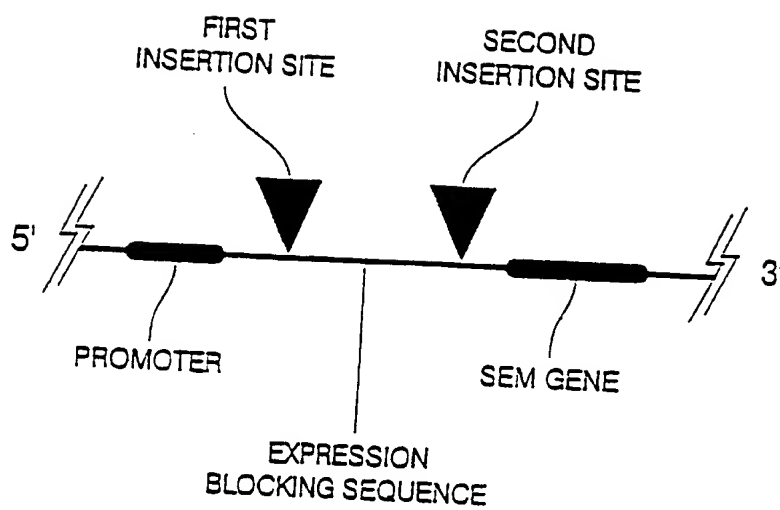 FIRST
INSERTION SITE
SECOND
INSERTION SITE
5'
3'
PROMOTER
SEM GENE
EXPRESSION
BLOCKING SEQUENCE